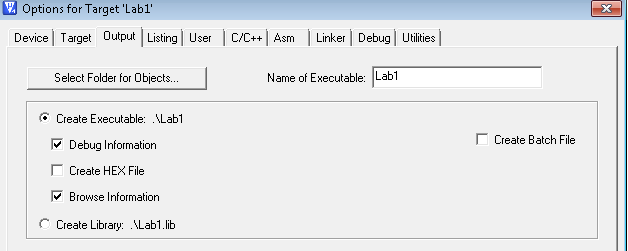 Options for Target 'Lab1'
Device Target Output Listing User C/C++ Asm Linker Debug Utilities
Select Folder for Objects... Name of Executable: Lab1
Create Executable: .\Lab1
Debug Information Create Batch File
Create HEX File
Browse Information
Create Library: .\Lab1.lib